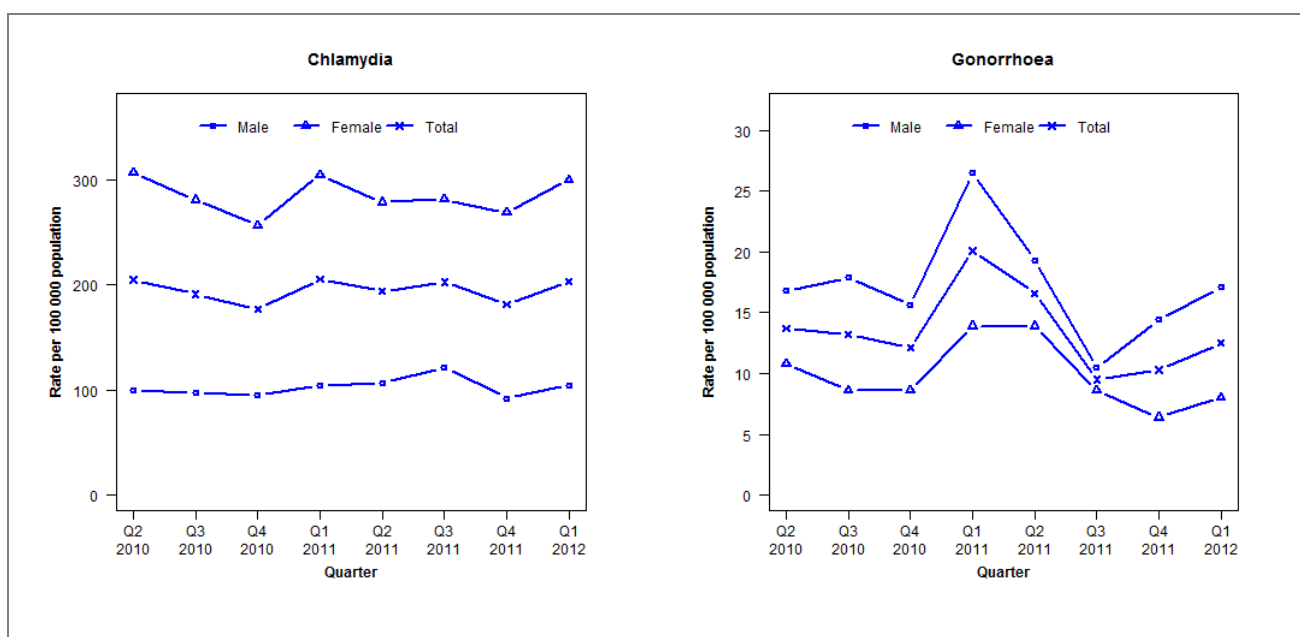 Chlamydia
Male Female Total
Rate per 100 000 population
300
200
100
0
Q2 Q3 Q4 Q1 Q2 Q3 Q4 Q1
2010 2010 2010 2011 2011 2011 2011 2012
Quarter
Gonorrhoea
Male Female Total
Rate per 100 000 population
30
25
20
15
10
5
0
Q2 Q3 Q4 Q1 Q2 Q3 Q4 Q1
2010 2010 2010 2011 2011 2011 2011 2012
Quarter